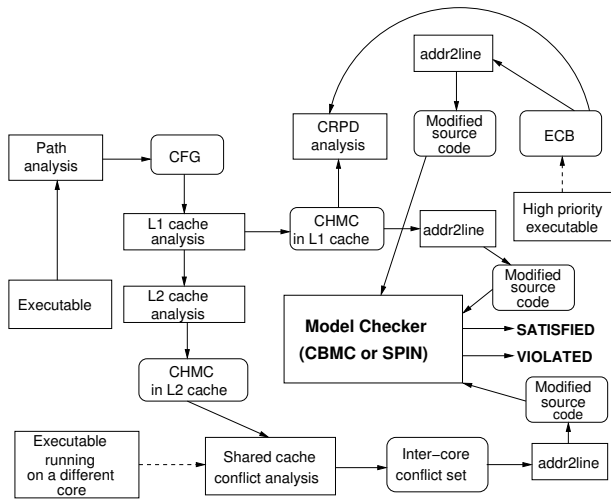 addr2line
Path
analysis
CFG
CRPD
analysis
Modified
source
code
ECB
High priority
executable
L1 cache
analysis
CHMC
in L1 cache
addr2line
Executable
L2 cache
analysis
Modified
source code
Model Checker
(CBMC or SPIN)
SATISFIED
VIOLATED
CHMC
in L2 cache
Modified
source
code
Executable
running
on a different
core
Shared cache
conflict analysis
Inter-core
conflict set
addr2line